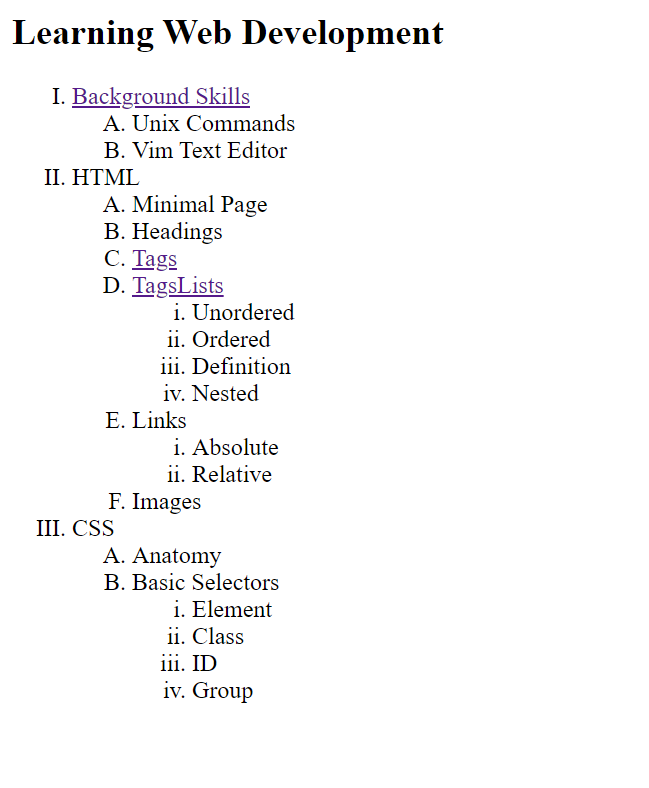 Learning Web Development
I. Background Skills
A. Unix Commands
B. Vim Text Editor
II. HTML
A. Minimal Page
B. Headings
C. Tags
D. TagsLists
i. Unordered
ii. Ordered
iii. Definition
iv. Nested
E. Links
i. Absolute
ii. Relative
F. Images
III. CSS
A. Anatomy
B. Basic Selectors
i. Element
ii. Class
iii. ID
iv. Group